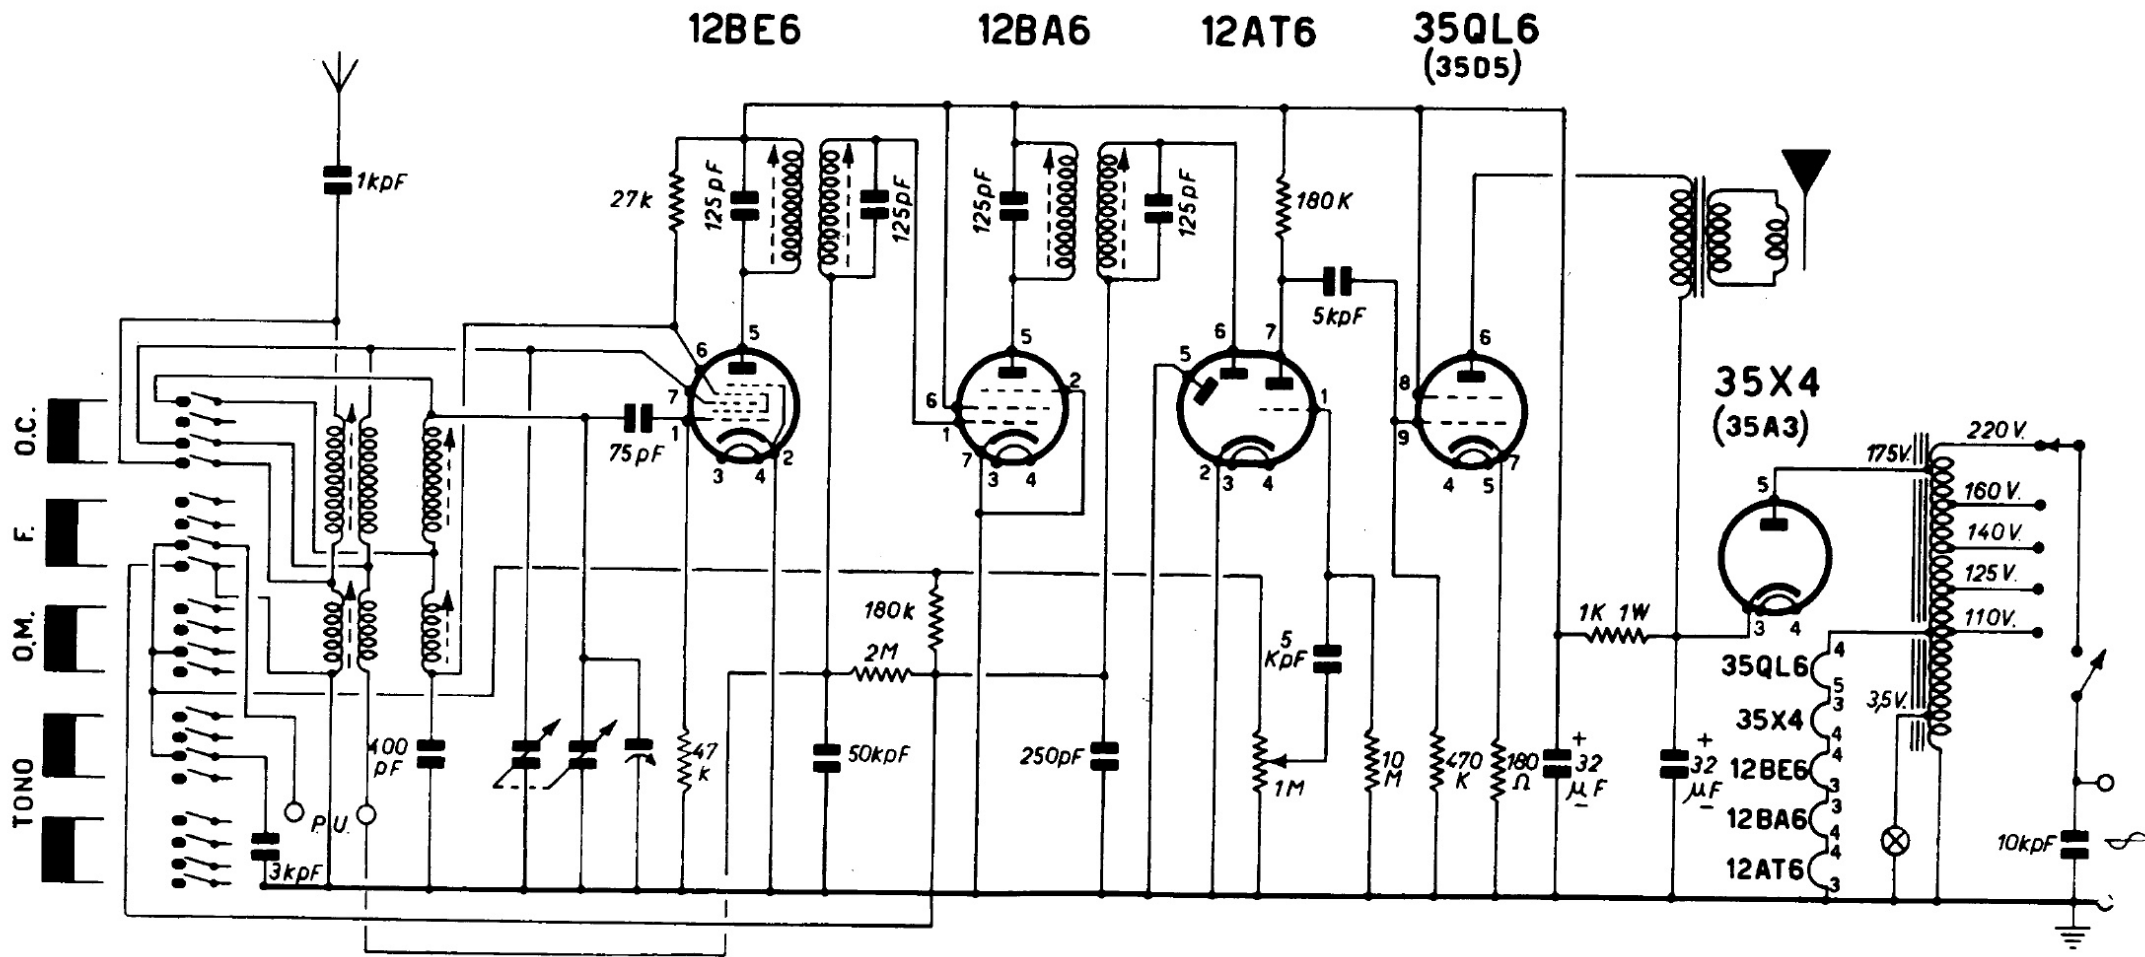 12BE6
12BA6
12AT6
35QL6
(35D5)
1kpF
27k
125pF
125pF
125pF
125pF
180K
5kpF
75pF
5
6
7
1
3
4
2
5
6
1
2
7
3
4
5
6
7
1
2
3
4
6
8
9
4
5
7
35X4
(35A3)
5
3
4
175V.
220V.
160V.
140V.
125V.
110V.
3,5V.
O.C.
F.
O.M.
TONO
180k
2M
5
KpF
1K 1W
35QL6
35X4
12BE6
12BA6
12AT6
4
5
3
4
4
3
3
4
4
3
400
pF
47
k
50kpF
250pF
1M
10
M
470
K
180
Ω
+
32
μF
−
+
32
μF
−
10kpF
P.U.
3kpF